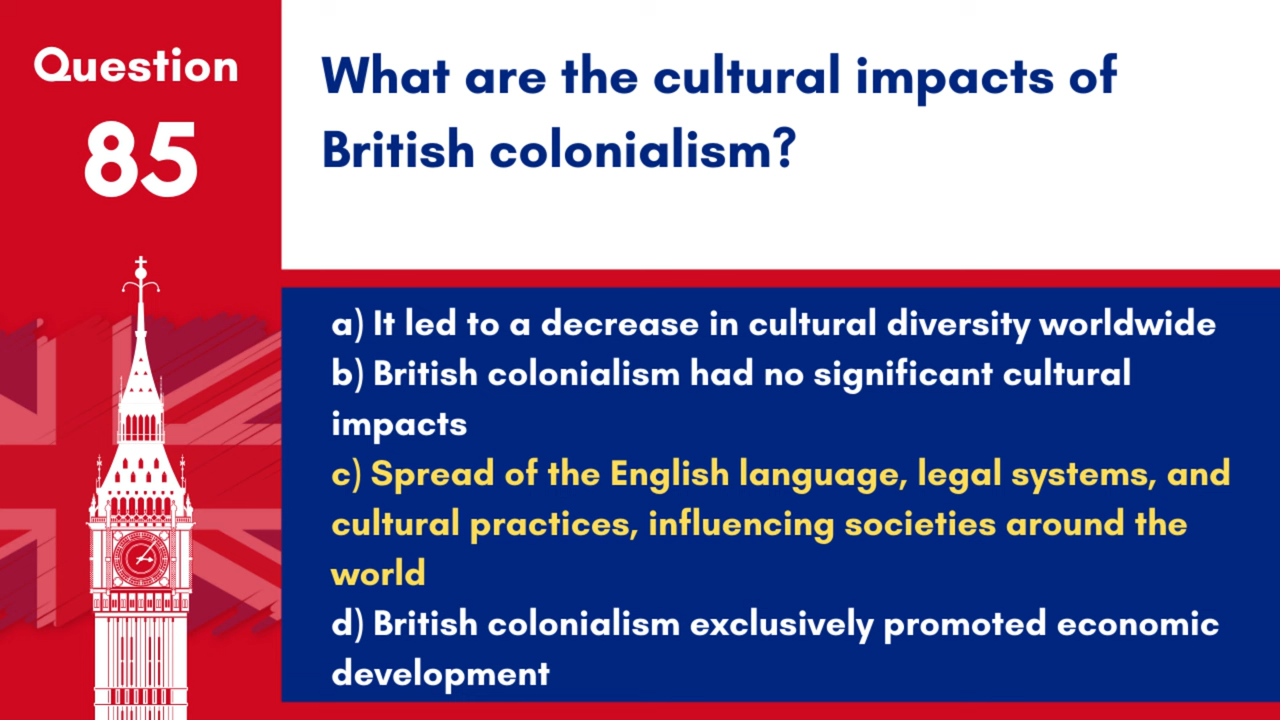 Question
85
What are the cultural impacts of
British colonialism?
a) It led to a decrease in cultural diversity worldwide
b) British colonialism had no significant cultural
impacts
c) Spread of the English language, legal systems, and
cultural practices, influencing societies around the
world
d) British colonialism exclusively promoted economic
development